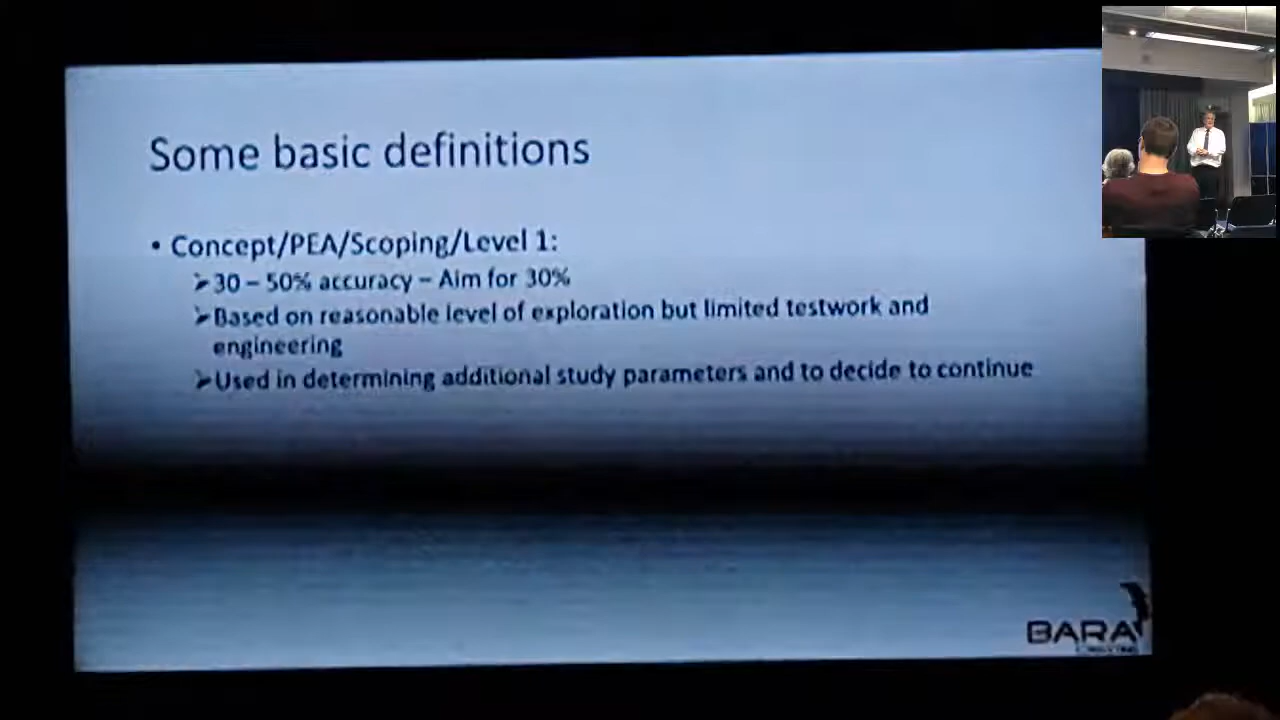 Some basic definitions
• Concept/PEA/Scoping/Level 1:
➢30 – 50% accuracy – Aim for 30%
➢Based on reasonable level of exploration but limited testwork and
engineering
➢Used in determining additional study parameters and to decide to continue
BARA